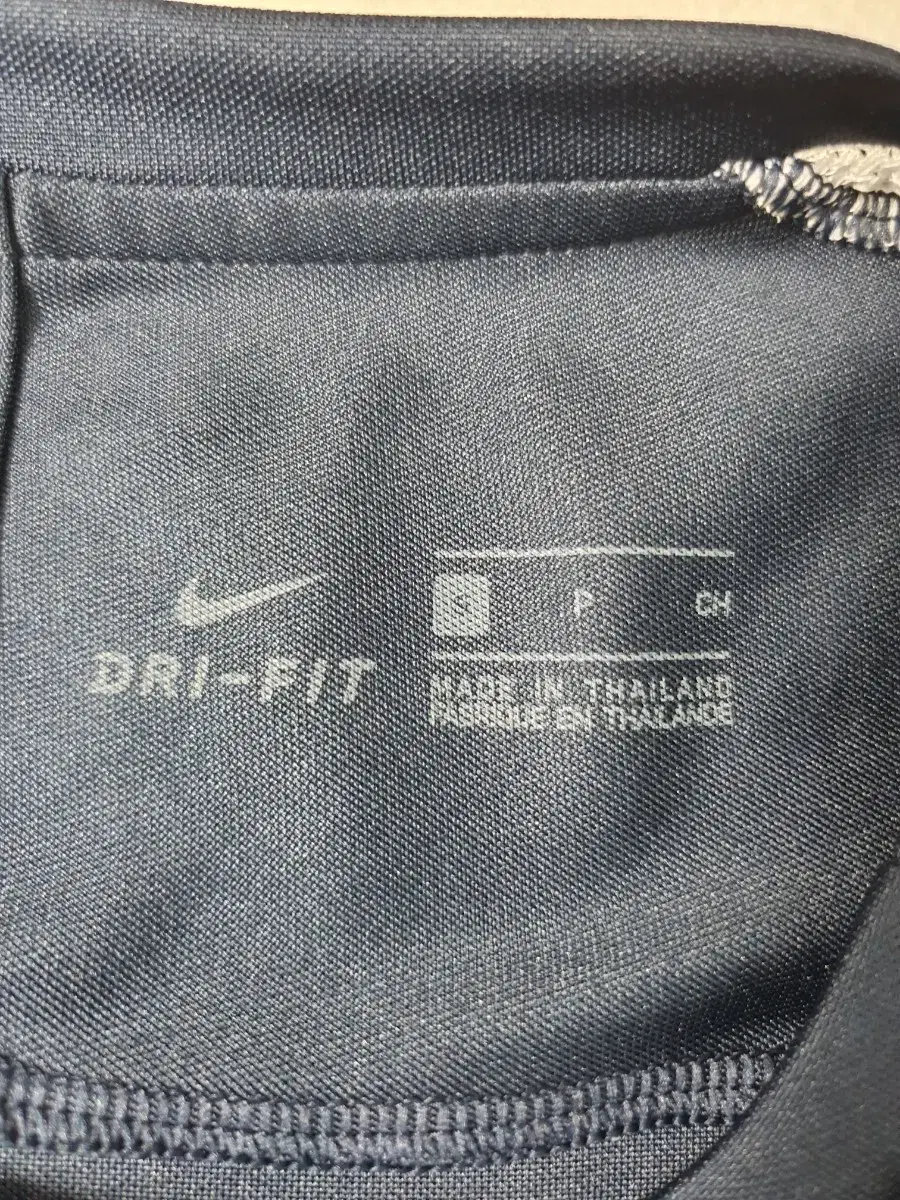 DRI-FIT
S P CH
MADE IN THAILAND
FABRIQUE EN THAILANDE